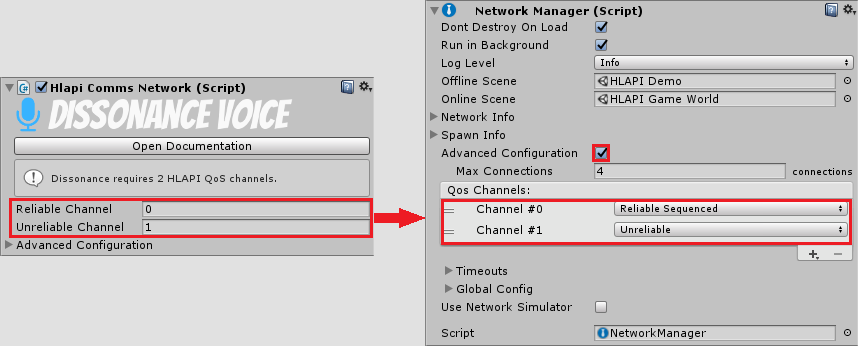 Hlapi Comms Network (Script)
DISSONANCE VOICE
Open Documentation
Dissonance requires 2 HLAPI QoS channels.
Reliable Channel 0
Unreliable Channel 1
Advanced Configuration
Network Manager (Script)
Dont Destroy On Load
Run in Background
Log Level Info
Offline Scene HLAPI Demo
Online Scene HLAPI Game World
Network Info
Spawn Info
Advanced Configuration
Max Connections 4 connections
Qos Channels:
Channel #0 Reliable Sequenced
Channel #1 Unreliable
Timeouts
Global Config
Use Network Simulator
Script NetworkManager